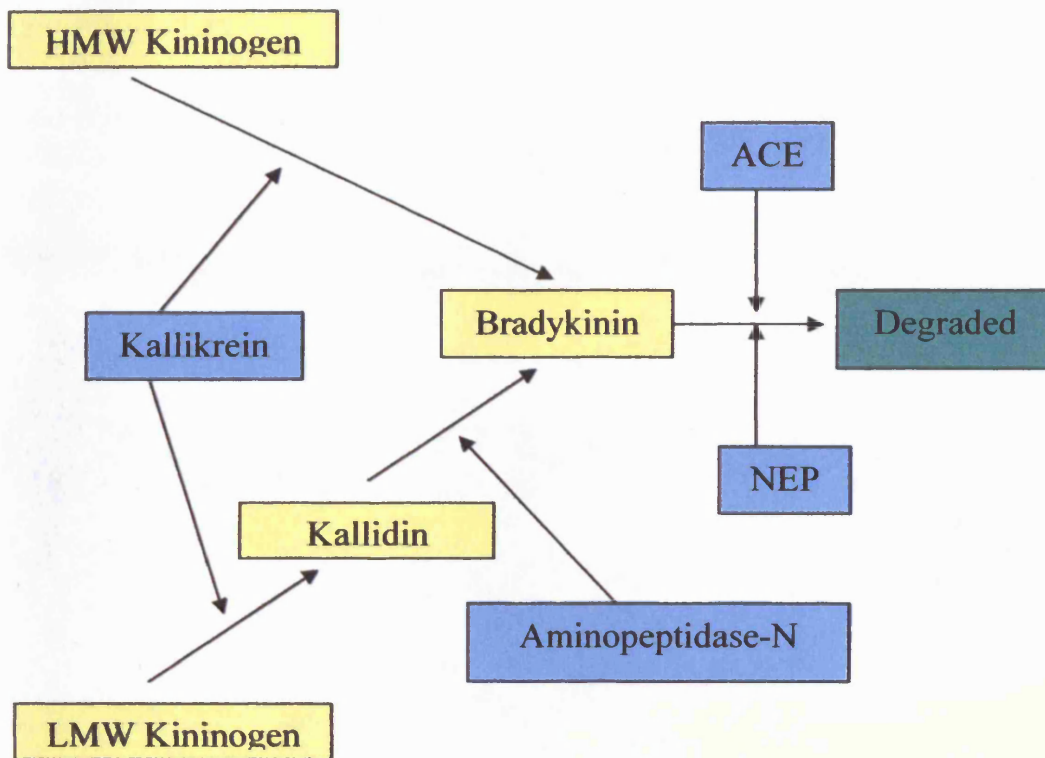 HMW Kininogen
ACE
Kallikrein
Bradykinin
Degraded
NEP
Kallidin
Aminopeptidase-N
LMW Kininogen